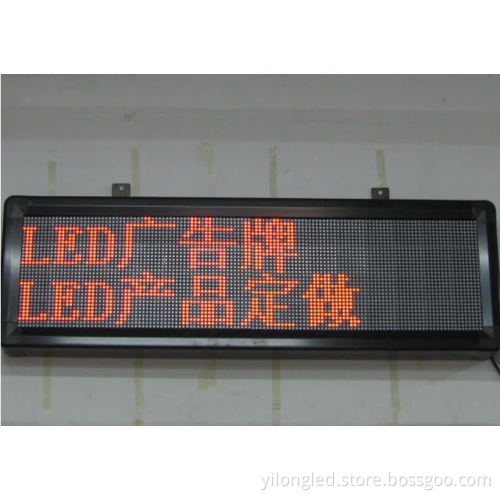 LED广告牌
LED产品定做
yilongled.store.bossgoo.com